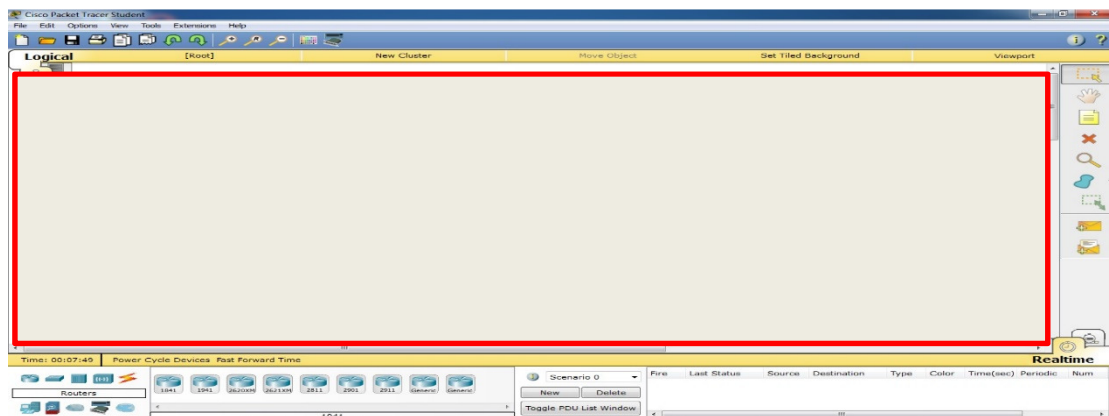 Cisco Packet Tracer Student
File Edit Options View Tools Extensions Help
Logical [Root] New Cluster Move Object Set Tiled Background Viewport
Time: 00:07:49 Power Cycle Devices Fast Forward Time Realtime
Routers
1841 1941 2620XM 2621XM 2811 2901 2911 Generic Generic
1841
Scenario 0
New Delete
Toggle PDU List Window
Fire Last Status Source Destination Type Color Time(sec) Periodic Num